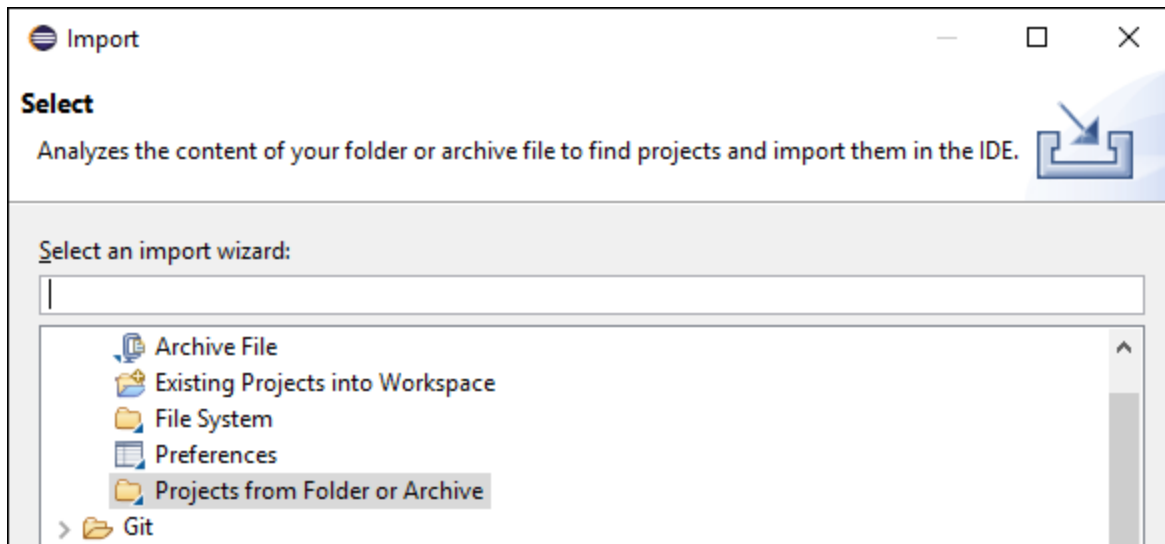 Import
Select
Analyzes the content of your folder or archive file to find projects and import them in the IDE.
Select an import wizard:
Archive File
Existing Projects into Workspace
File System
Preferences
Projects from Folder or Archive
Git